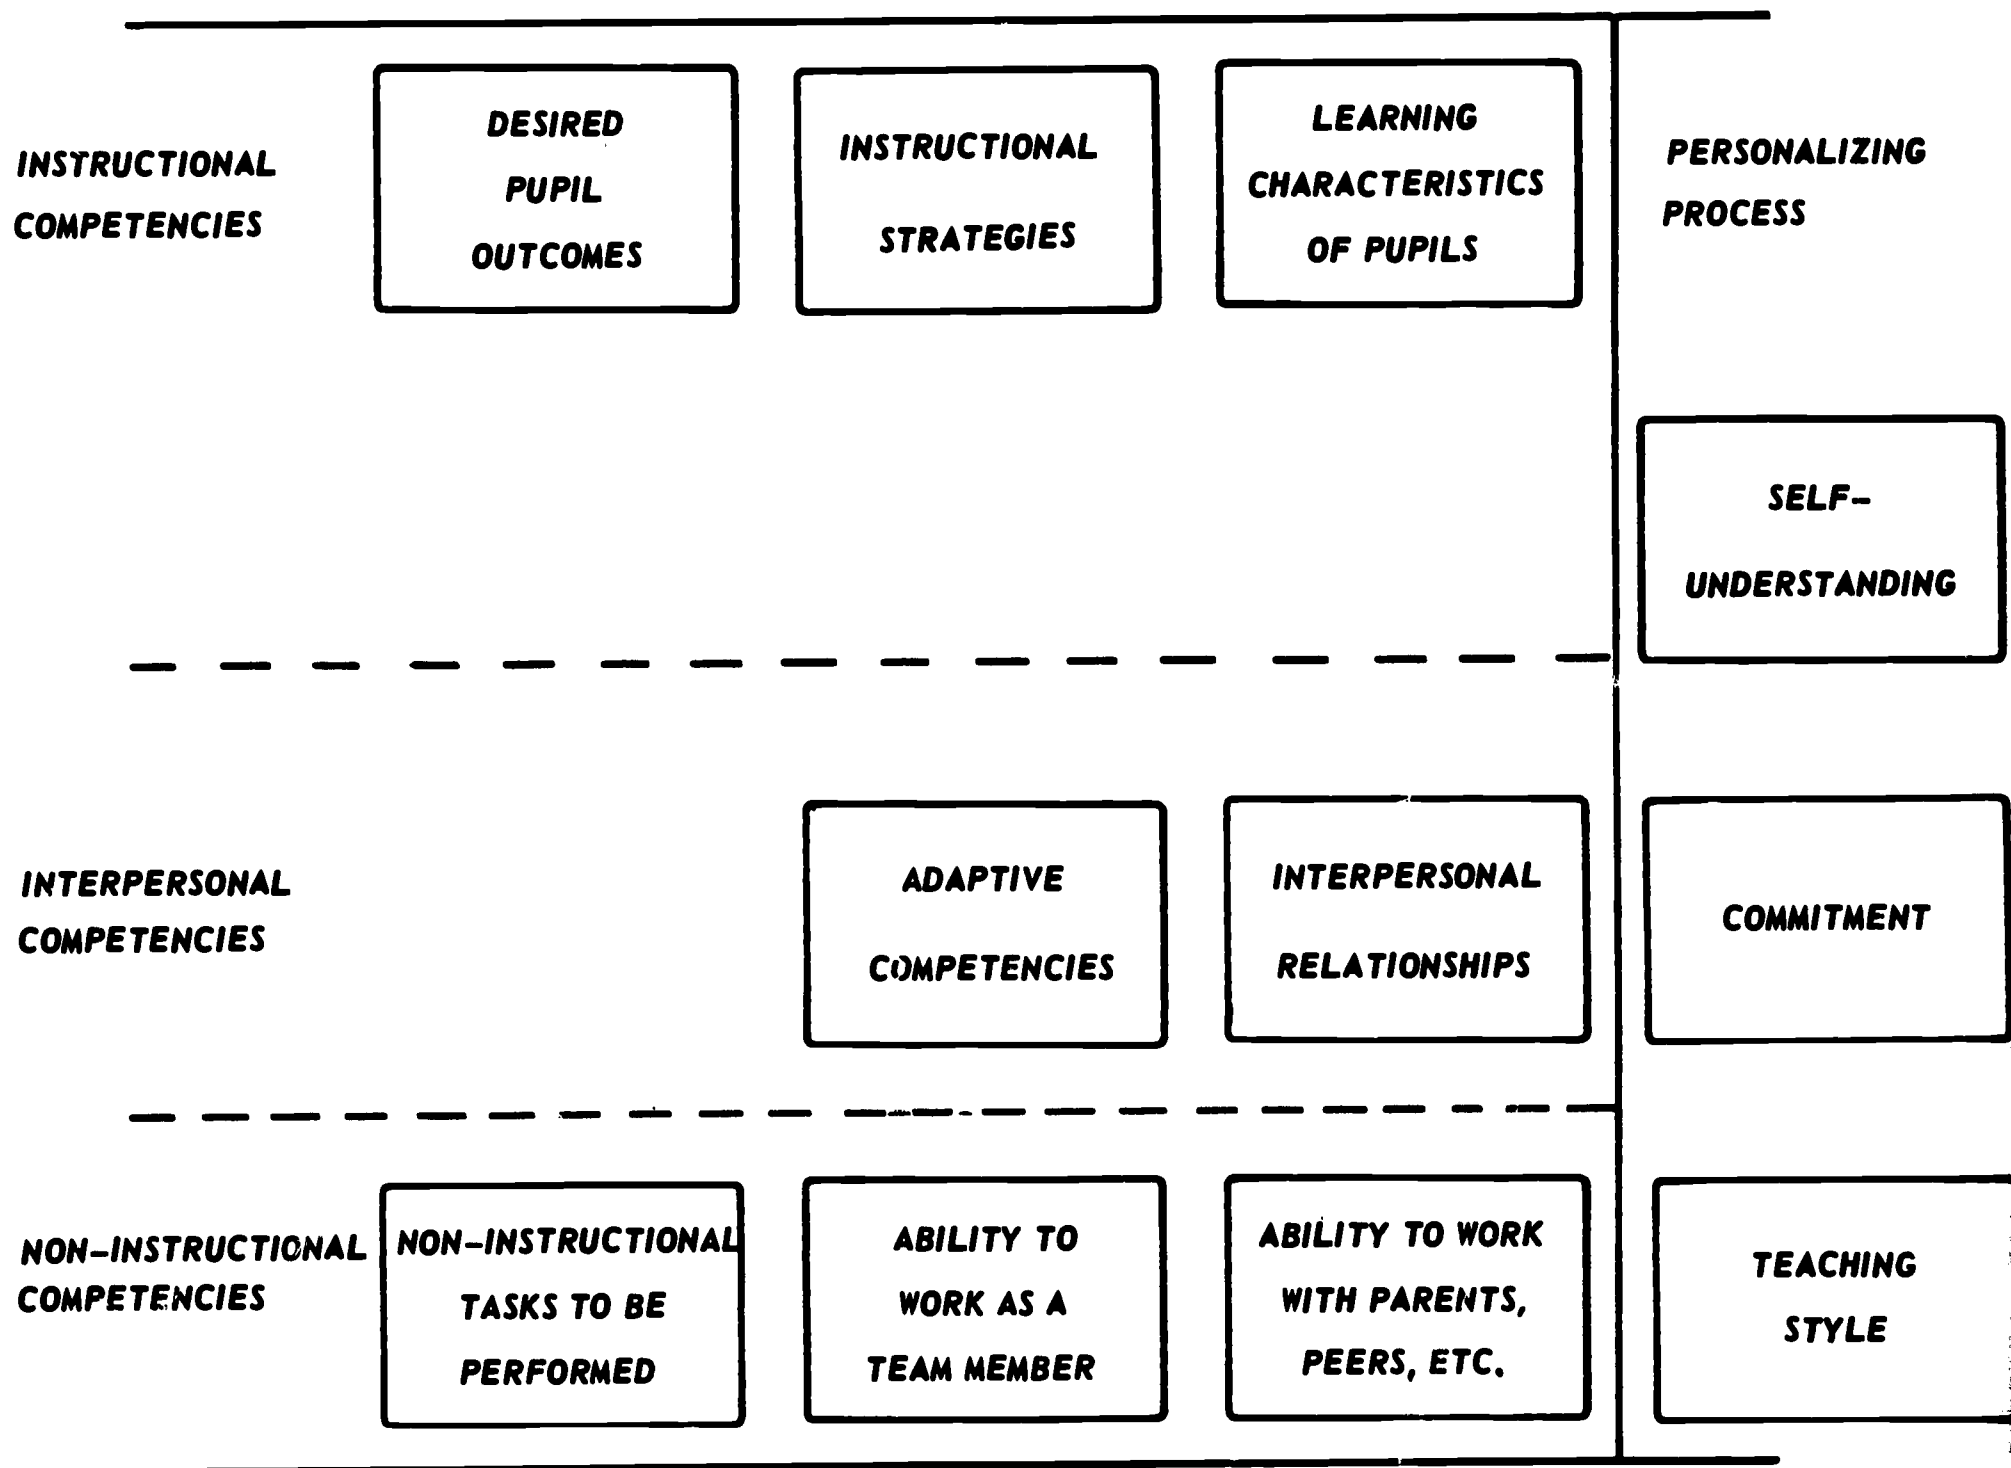 INSTRUCTIONAL
COMPETENCIES
DESIRED
PUPIL
OUTCOMES
INSTRUCTIONAL
STRATEGIES
LEARNING
CHARACTERISTICS
OF PUPILS
PERSONALIZING
PROCESS
SELF-
UNDERSTANDING
INTERPERSONAL
COMPETENCIES
ADAPTIVE
COMPETENCIES
INTERPERSONAL
RELATIONSHIPS
COMMITMENT
NON-INSTRUCTIONAL
COMPETENCIES
NON-INSTRUCTIONAL
TASKS TO BE
PERFORMED
ABILITY TO
WORK AS A
TEAM MEMBER
ABILITY TO WORK
WITH PARENTS,
PEERS, ETC.
TEACHING
STYLE